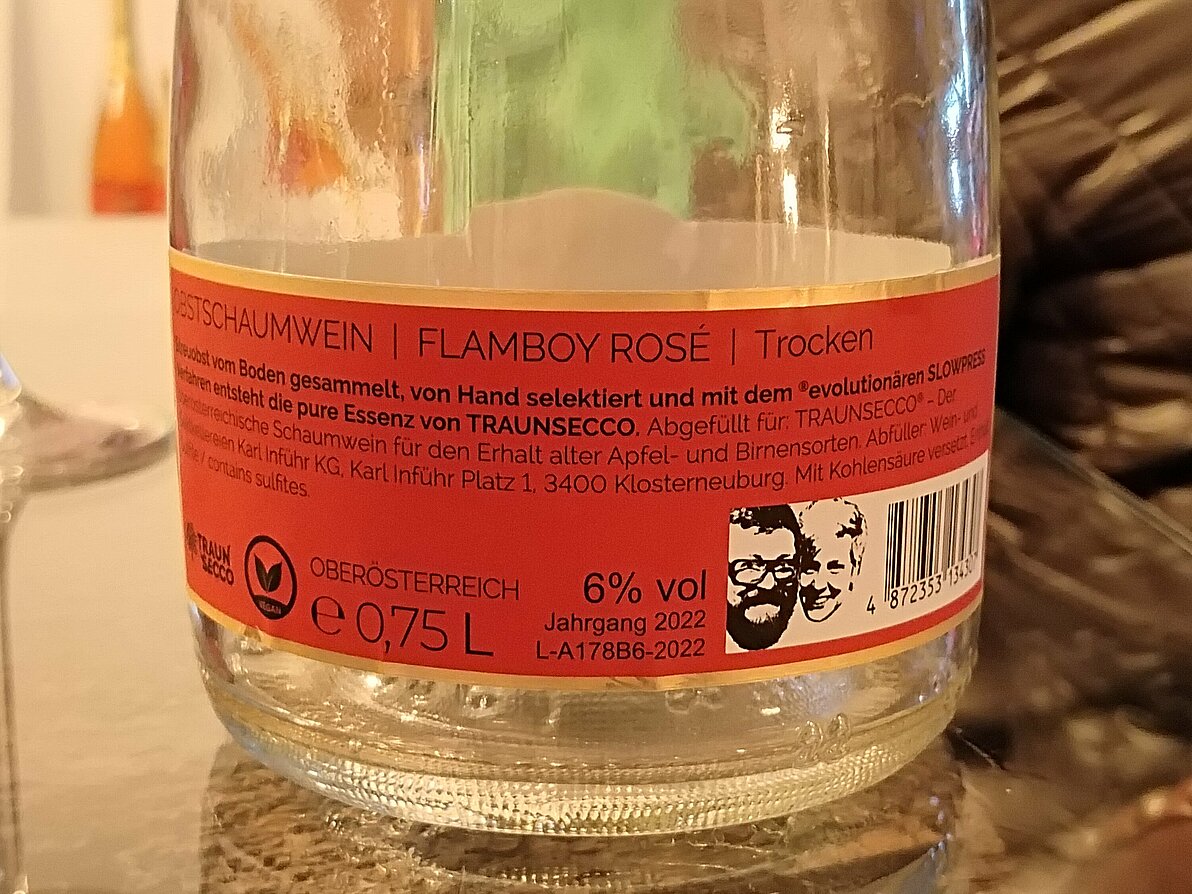 OBSTSCHAUMWEIN | FLAMBOY ROSÉ | Trocken
vom Boden gesammelt, von Hand selektiert und mit dem ®evolutionären SLOWPRESS
entsteht die pure Essenz von TRAUNSECCO. Abgefüllt für: TRAUNSECCO® - Der
Schaumwein für den Erhalt alter Apfel- und Birnensorten. Abfüller Wein- und
Karl Inführ KG, Karl Inführ Platz 1, 3400 Klosterneuburg. Mit Kohlensäure versetzt.
/ contains sulfites.
TRAUN
SECCO
VEGAN
OBERÖSTERREICH
e 0,75 L
6% vol
Jahrgang 2022
L-A178B6-2022
4 872353 13430